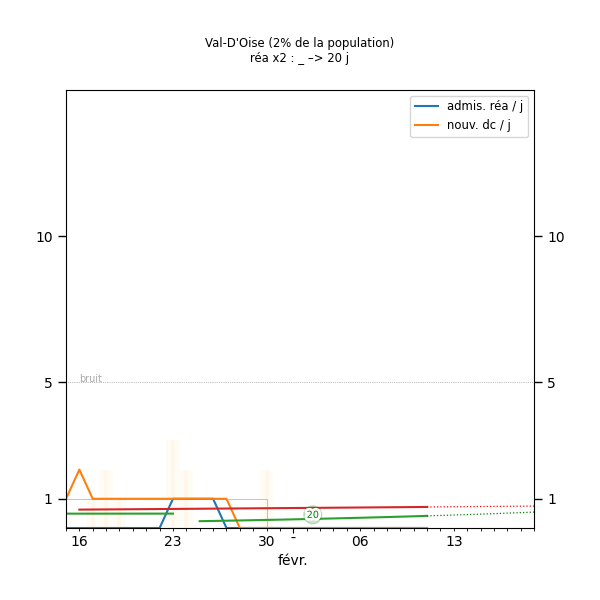 Val-D'Oise (2% de la population)
réa x2 : _ –> 20 j
admis. réa / j
nouv. dc / j
10
10
bruit
5
5
1
1
20
16
23
30
-
06
13
févr.